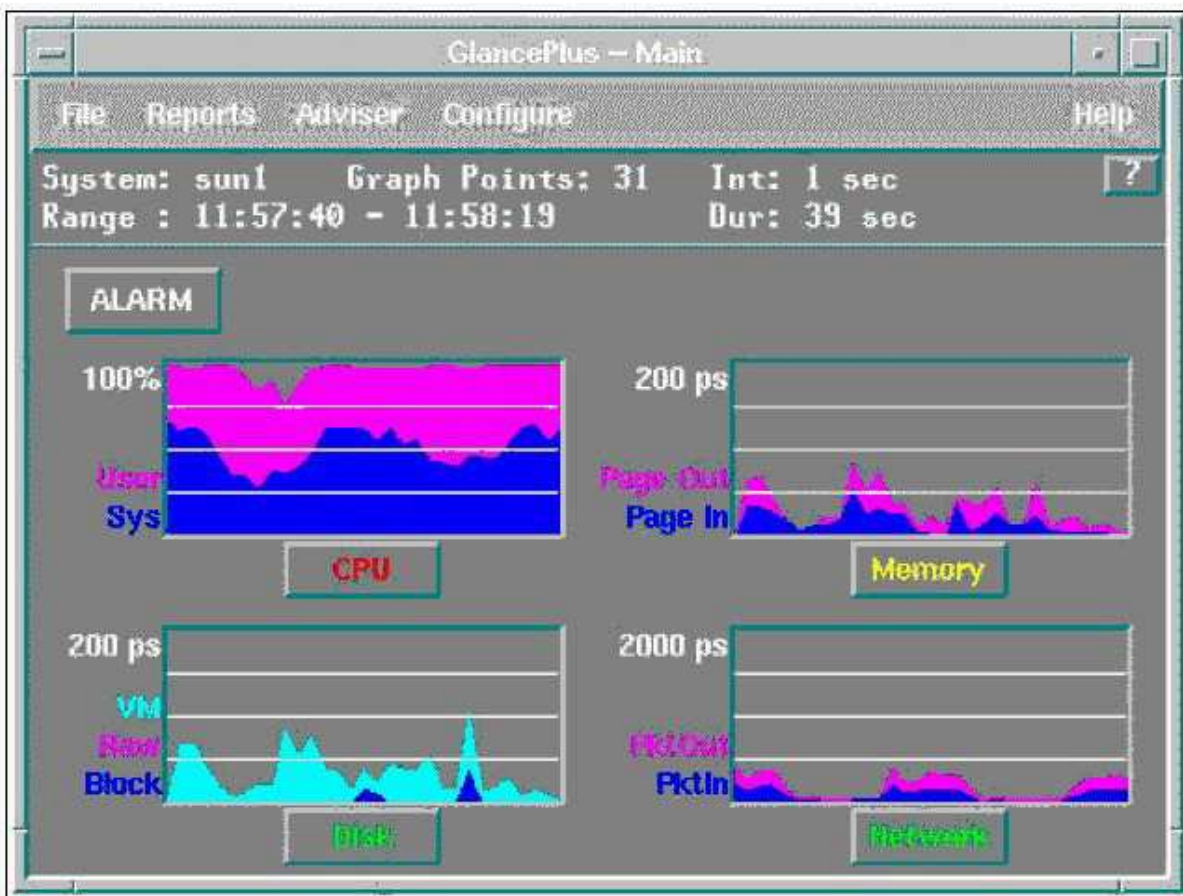 GlancePlus - Main
File Reports Adviser Configure Help
System: sun1 Graph Points: 31 Int: 1 sec ?
Range : 11:57:40 - 11:58:19 Dur: 39 sec
ALARM
100%
User
Sys
CPU
200 ps
Page Out
Page In
Memory
200 ps
VM
Raw
Block
Disk
2000 ps
PktOut
PktIn
Network